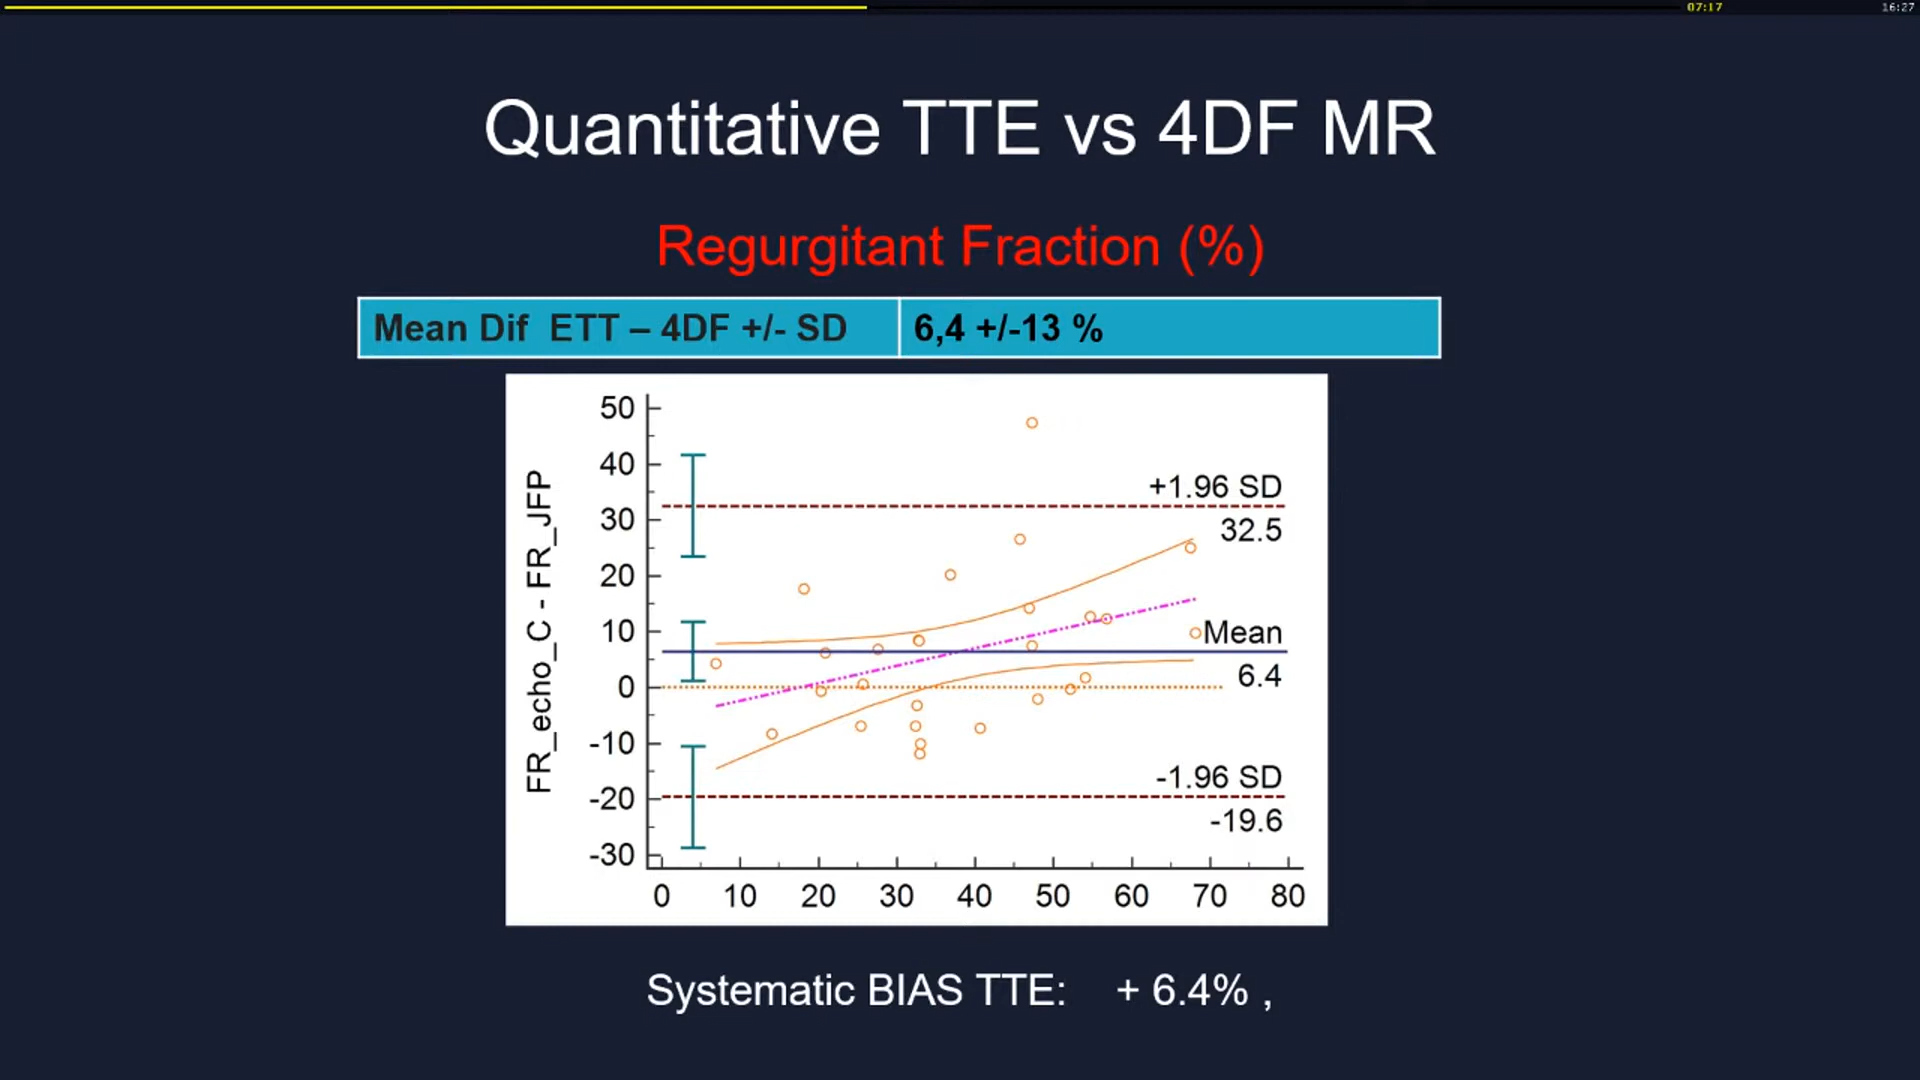 07:17
16:27
Quantitative TTE vs 4DF MR
Regurgitant Fraction (%)
Mean Dif  ETT – 4DF +/- SD
6,4 +/-13 %
FR_echo_C - FR_JFP
50
40
30
20
10
0
-10
-20
-30
+1.96 SD
32.5
Mean
6.4
-1.96 SD
-19.6
0 10 20 30 40 50 60 70 80
Systematic BIAS TTE: + 6.4% ,